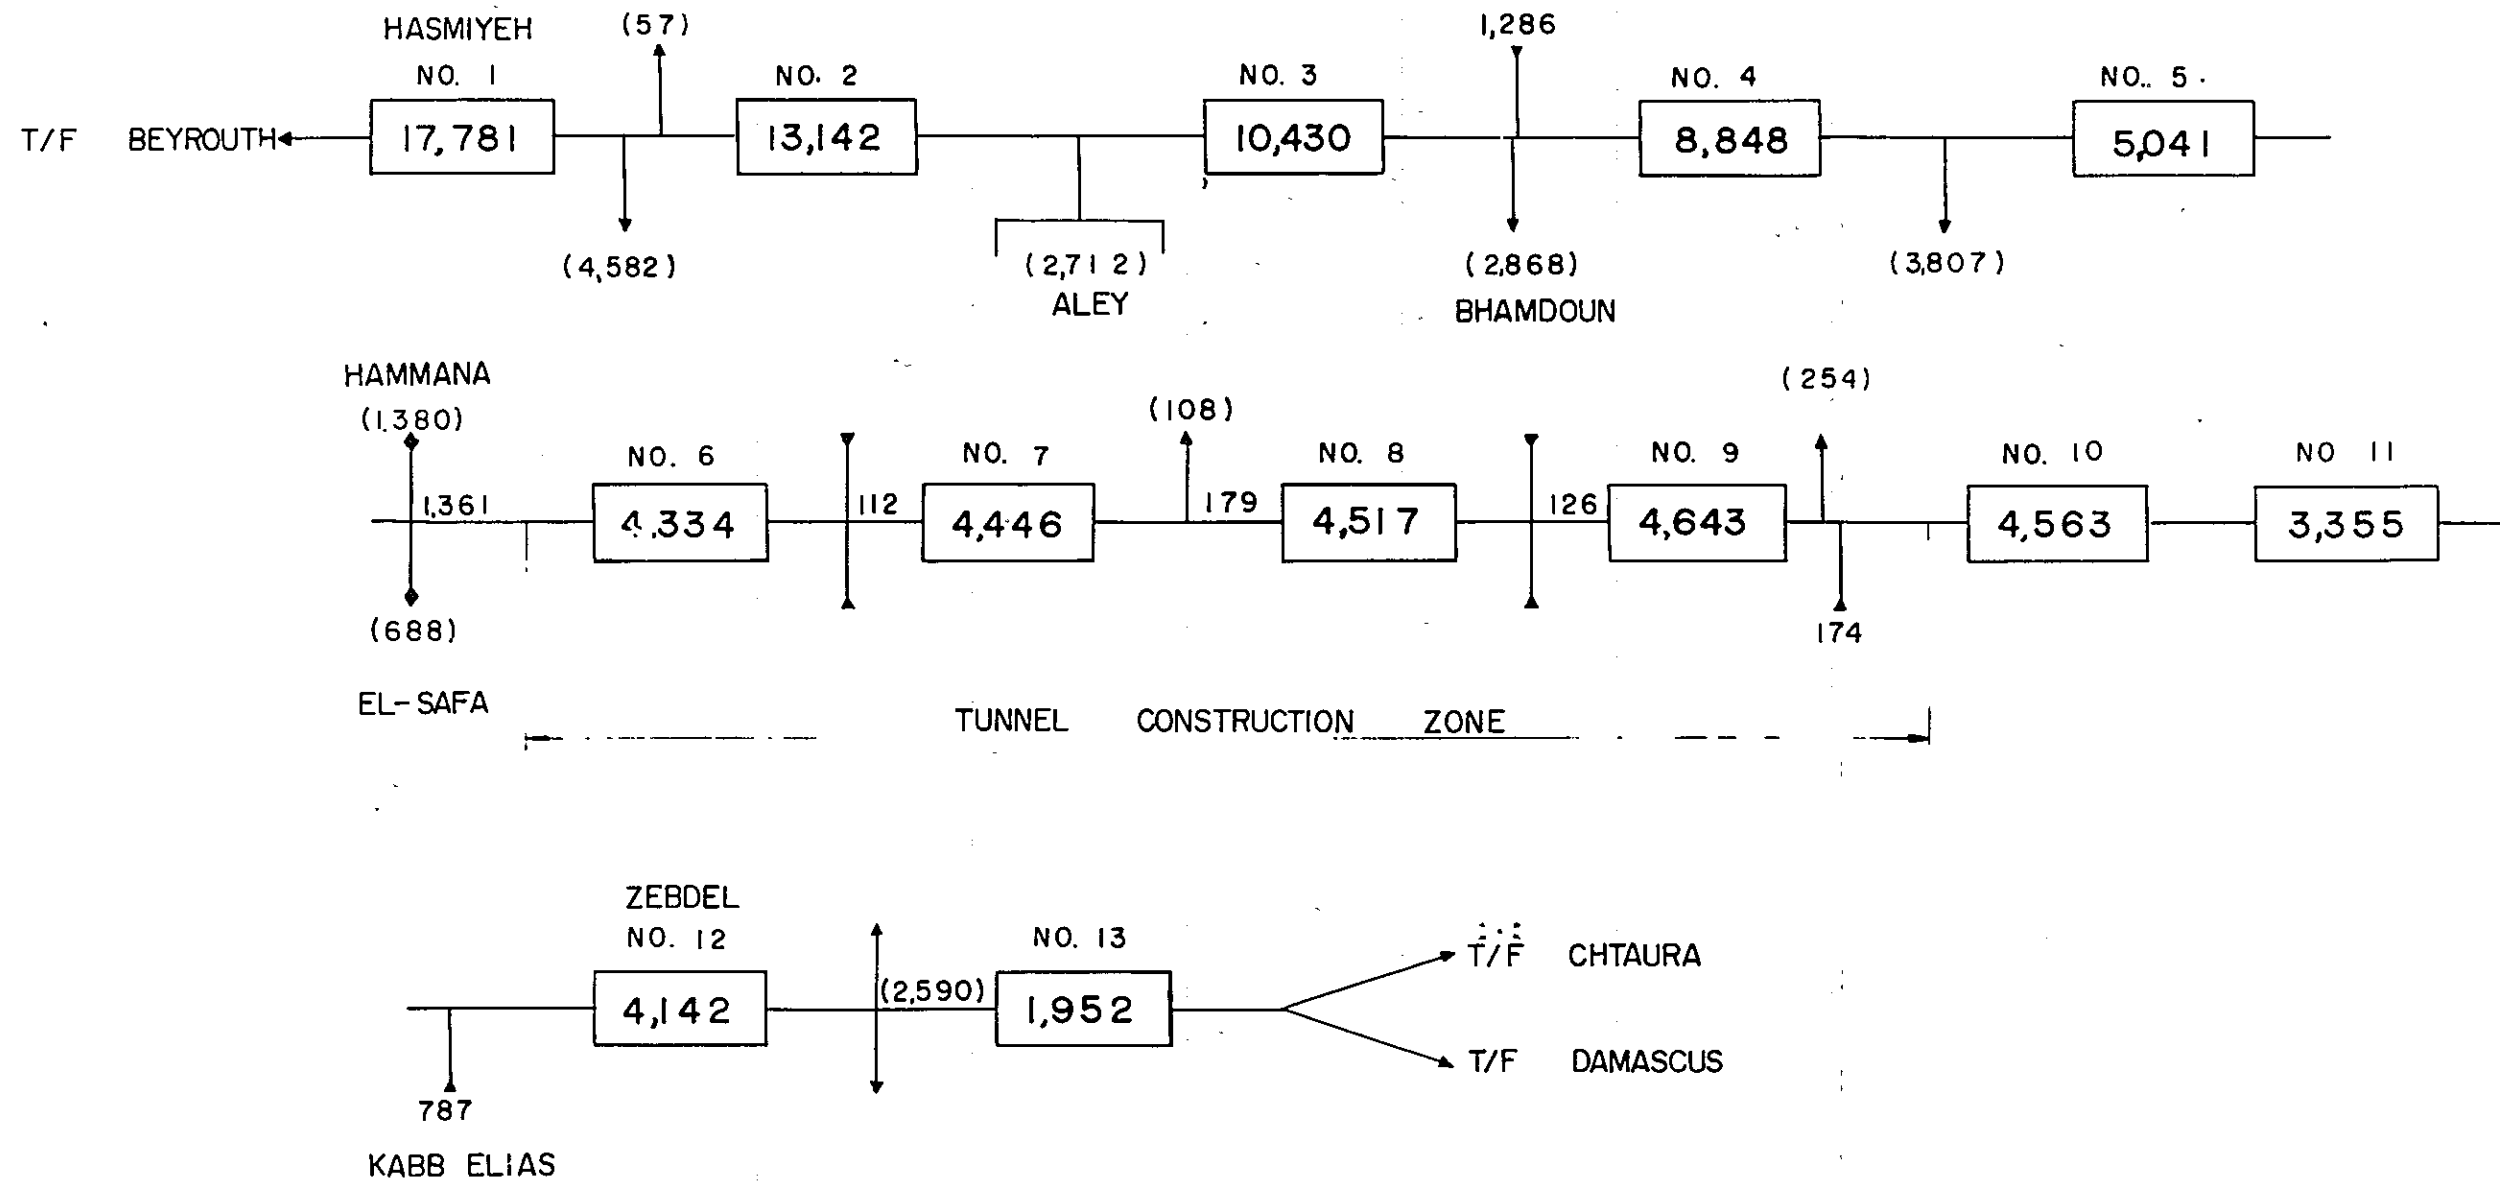 HASMIYEH (57) 1,286
NO. 1 NO. 2 NO. 3 NO. 4 NO. 5
T/F BEYROUTH 17,781 13,142 10,430 8,848 5,041
(4,582) (2,712) (2,868) (3,807)
ALEY BHAMDOUN
HAMMANA (254)
(1.380) (108)
NO. 6 NO. 7 NO. 8 NO. 9 NO. 10 NO 11
1,361 4,334 112 4,446 179 4,517 126 4,643 4,563 3,355
(688) 174
EL-SAFA TUNNEL CONSTRUCTION ZONE
ZEBDEL
NO. 12 NO. 13
T/F CHTAURA
4,142 (2,590) 1,952
T/F DAMASCUS
787
KABB ELIAS